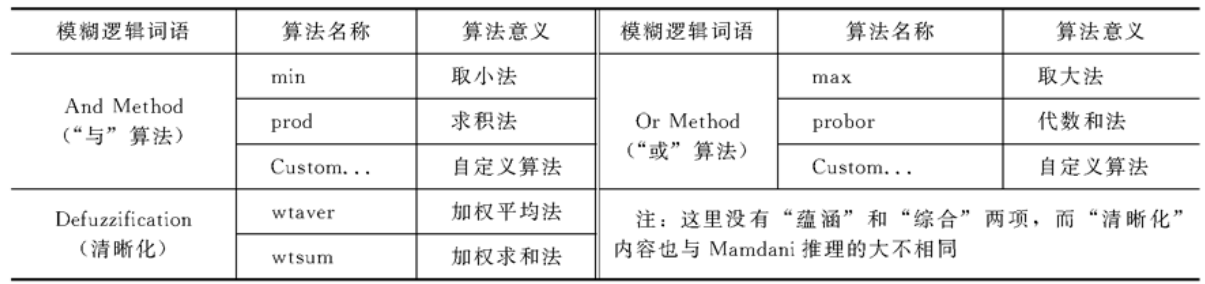 模糊逻辑词语 算法名称 算法意义 模糊逻辑词语 算法名称 算法意义
And Method
(“与”算法)
min 取小法
prod 求积法
Custom... 自定义算法
Or Method
(“或”算法)
max 取大法
probor 代数和法
Custom... 自定义算法
Defuzzification
(清晰化)
wtaver 加权平均法
wtsum 加权求和法
注：这里没有“蕴涵”和“综合”两项，而“清晰化”
内容也与 Mamdani 推理的大不相同